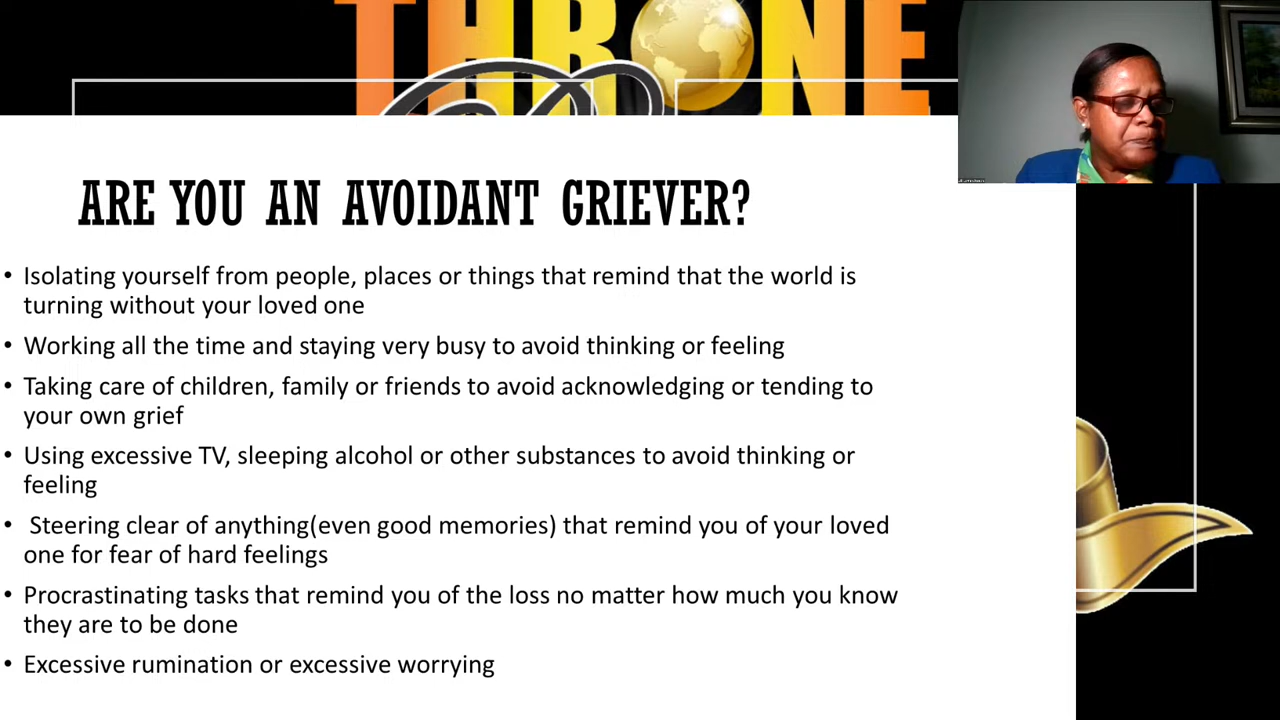 THRONE
ARE YOU AN AVOIDANT GRIEVER?
• Isolating yourself from people, places or things that remind that the world is
turning without your loved one
• Working all the time and staying very busy to avoid thinking or feeling
• Taking care of children, family or friends to avoid acknowledging or tending to
your own grief
• Using excessive TV, sleeping alcohol or other substances to avoid thinking or
feeling
• Steering clear of anything(even good memories) that remind you of your loved
one for fear of hard feelings
• Procrastinating tasks that remind you of the loss no matter how much you know
they are to be done
• Excessive rumination or excessive worrying